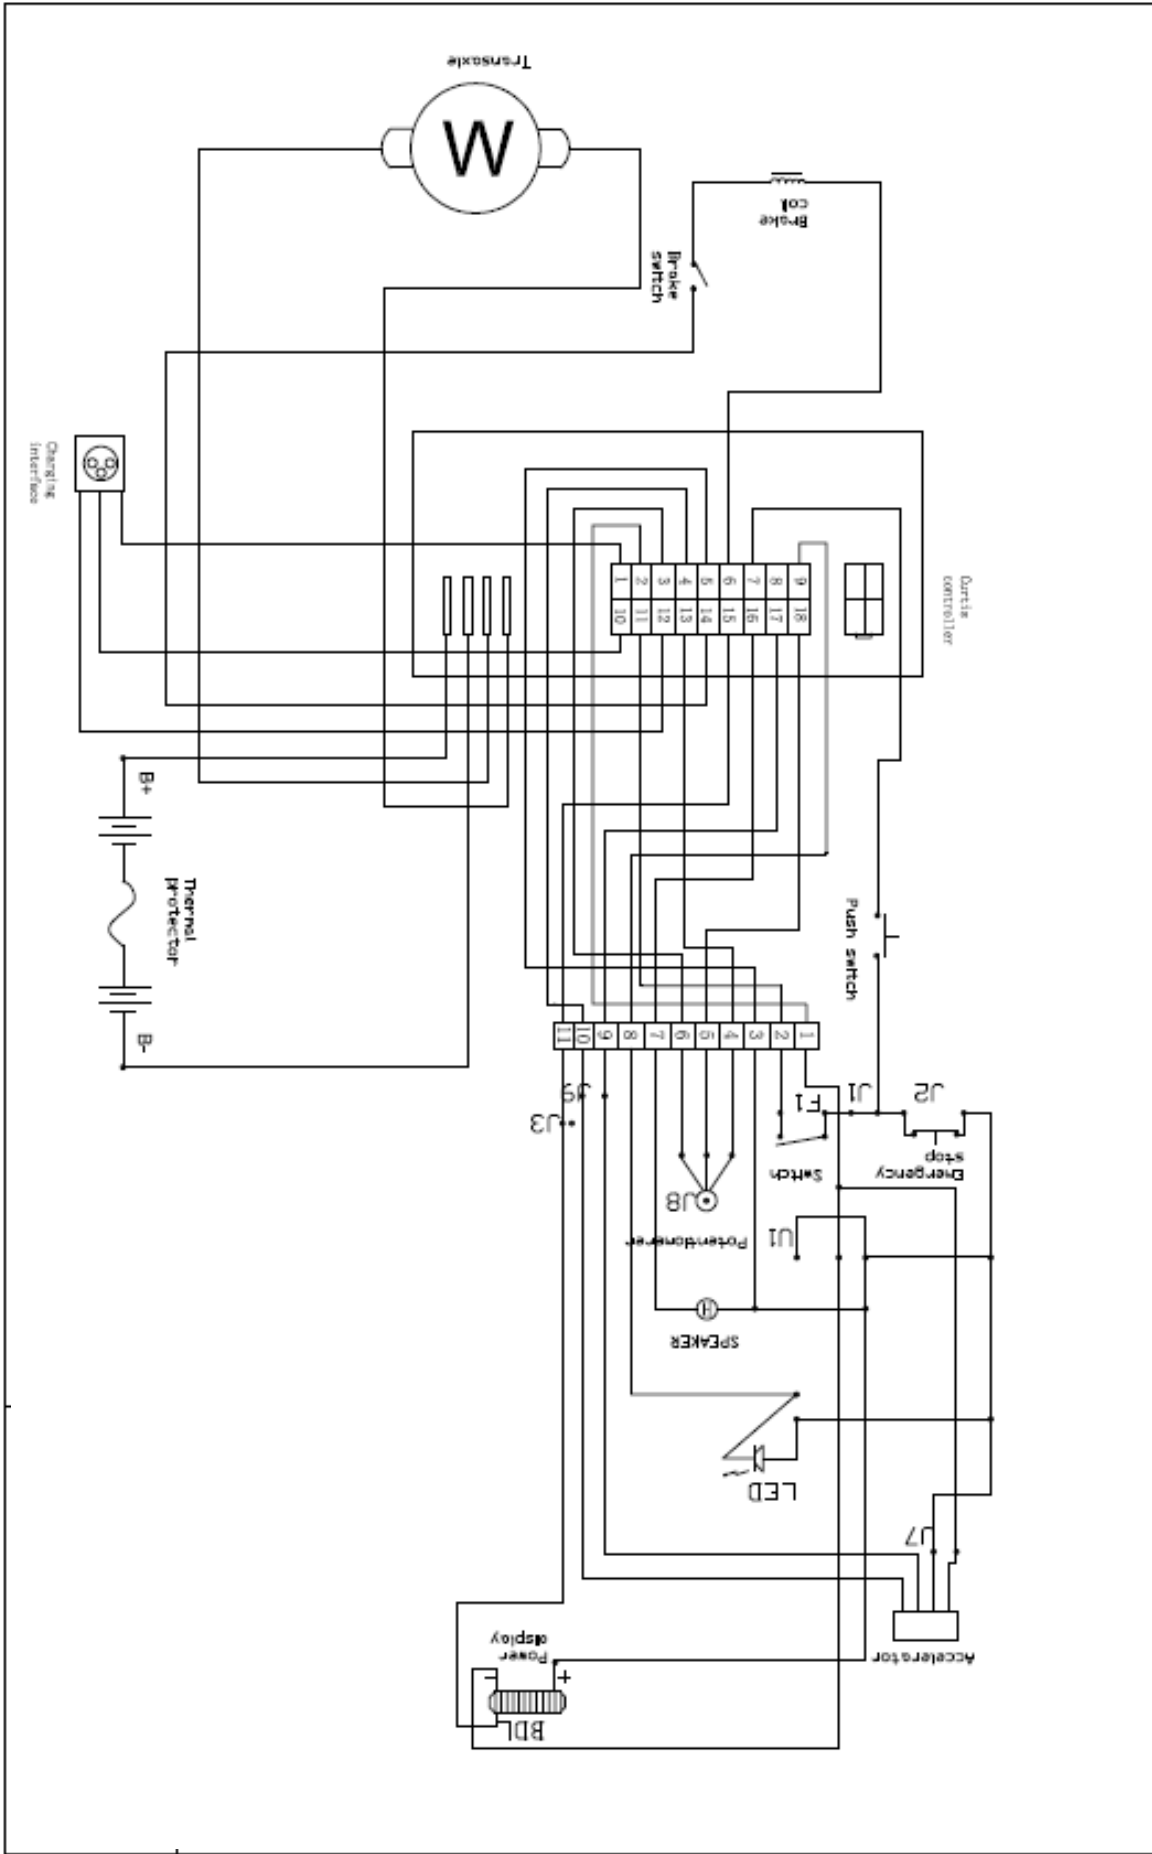 Transaxle
M
Brake
coil
Brake
switch
Charging
interface
Curtis
controller
1 2 3 4 5 6 7 8 9
10 11 12 13 14 15 16 17 18
B+
Thermal
protector
B-
Push switch
11 10 9 8 7 6 5 4 3 2 1
J9
J3
F1
J1
J2
Emergency
stop
Switch
J8
Potentiomerer
U1
SPEAKER
LED
J7
Accelerator
Power
display
- +
BDL